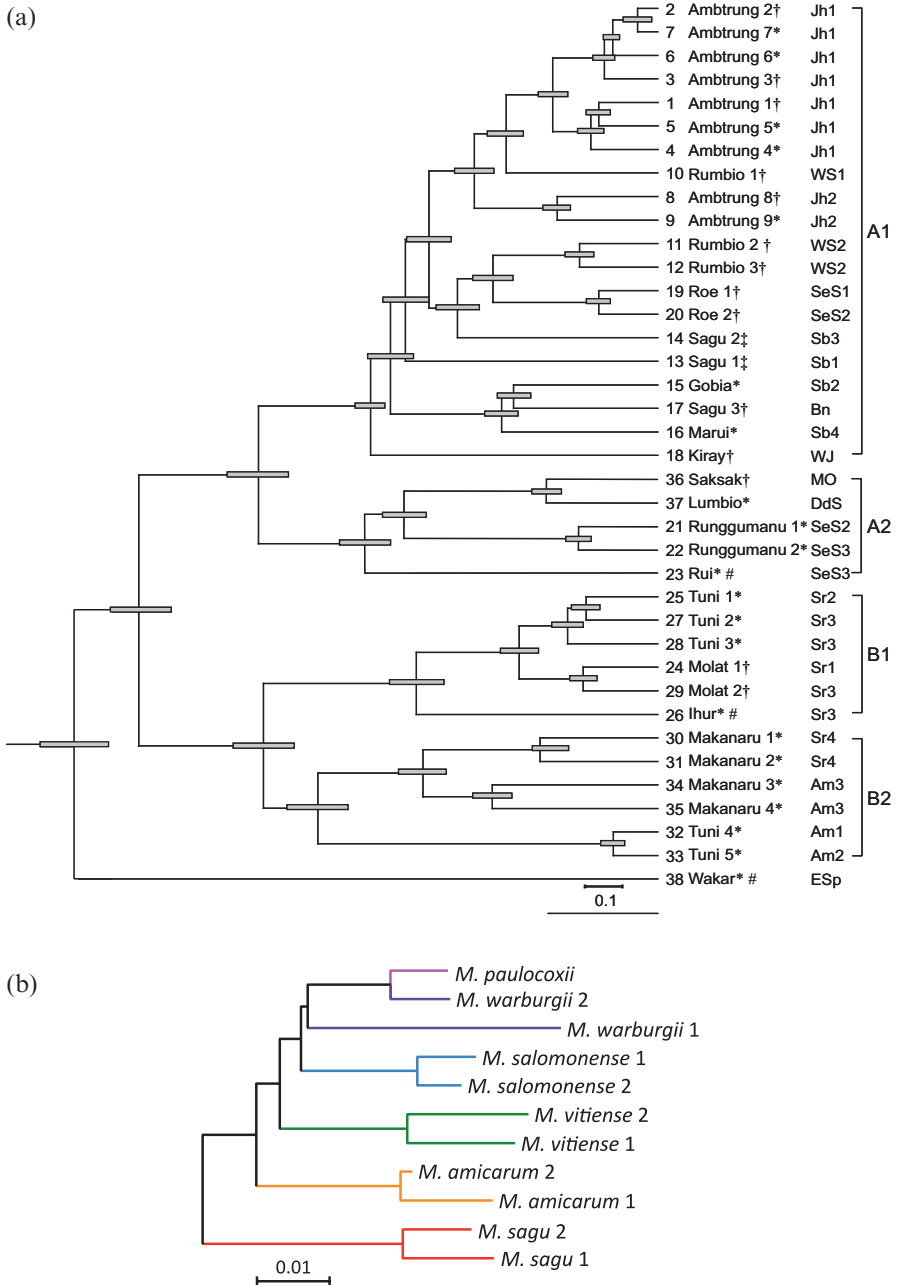 (a)
2 Ambtrung 2† Jh1
7 Ambtrung 7* Jh1
6 Ambtrung 6* Jh1
3 Ambtrung 3† Jh1
1 Ambtrung 1† Jh1
5 Ambtrung 5* Jh1
4 Ambtrung 4* Jh1
10 Rumbio 1† WS1
8 Ambtrung 8† Jh2
9 Ambtrung 9* Jh2
A1
11 Rumbio 2 † WS2
12 Rumbio 3† WS2
19 Roe 1† SeS1
20 Roe 2† SeS2
14 Sagu 2‡ Sb3
13 Sagu 1‡ Sb1
15 Gobia* Sb2
17 Sagu 3† Bn
16 Marui* Sb4
18 Kiray† WJ
36 Saksak† MO
37 Lumbio* DdS
21 Runggumanu 1* SeS2
A2
22 Runggumanu 2* SeS3
23 Rui* # SeS3
25 Tuni 1* Sr2
27 Tuni 2* Sr3
28 Tuni 3* Sr3
B1
24 Molat 1† Sr1
29 Molat 2† Sr3
26 Ihur* # Sr3
30 Makanaru 1* Sr4
31 Makanaru 2* Sr4
34 Makanaru 3* Am3
B2
35 Makanaru 4* Am3
32 Tuni 4* Am1
33 Tuni 5* Am2
38 Wakar* # ESp
0.1
(b)
M. paulocoxii
M. warburgii 2
M. warburgii 1
M. salomonense 1
M. salomonense 2
M. vitiense 2
M. vitiense 1
M. amicarum 2
M. amicarum 1
M. sagu 2
M. sagu 1
0.01